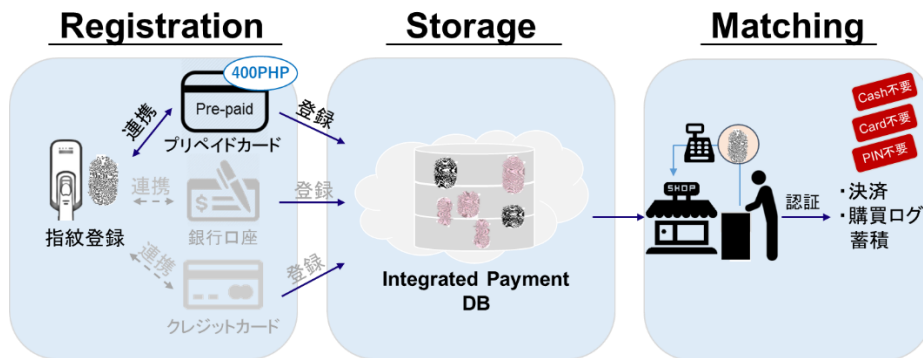 Registration
400PHP
Pre-paid
プリペイドカード
連携
登録
指紋登録
連携
$
銀行口座
登録
連携
クレジットカード
登録
Storage
Integrated Payment
DB
Matching
Cash不要
Card不要
PIN不要
SHOP
認証
・決済
・購買ログ
蓄積